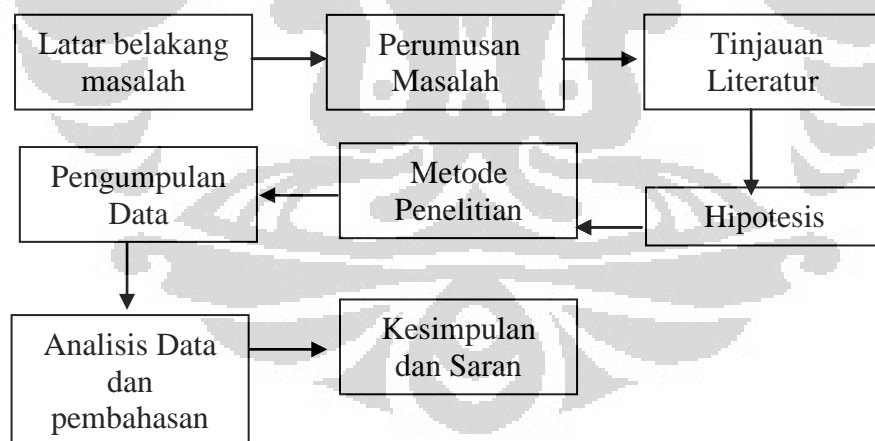 Latar belakang
masalah
Perumusan
Masalah
Tinjauan
Literatur
Hipotesis
Metode
Penelitian
Pengumpulan
Data
Analisis Data
dan
pembahasan
Kesimpulan
dan Saran